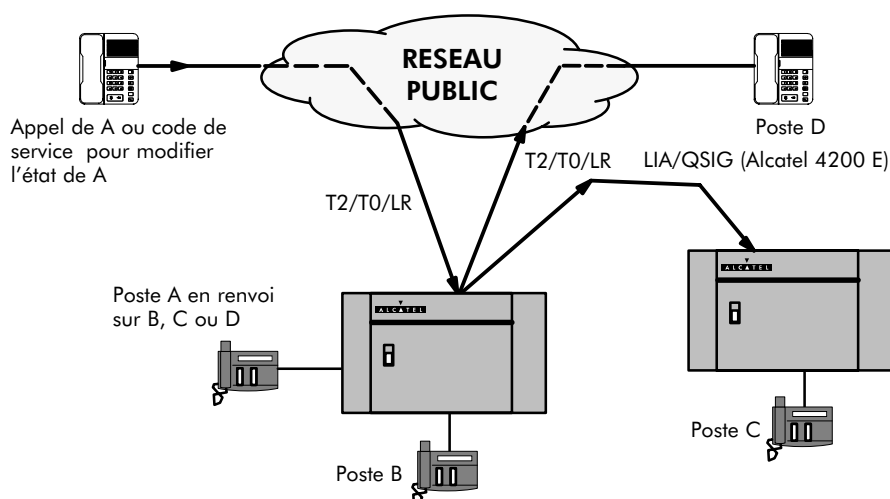 RESEAU
PUBLIC
Appel de A ou code de
service pour modifier
l'état de A
Poste D
T2/T0/LR
LIA/QSIG (Alcatel 4200 E)
T2/T0/LR
Poste A en renvoi
sur B, C ou D
ALCATEL
ALCATEL
Poste B
Poste C